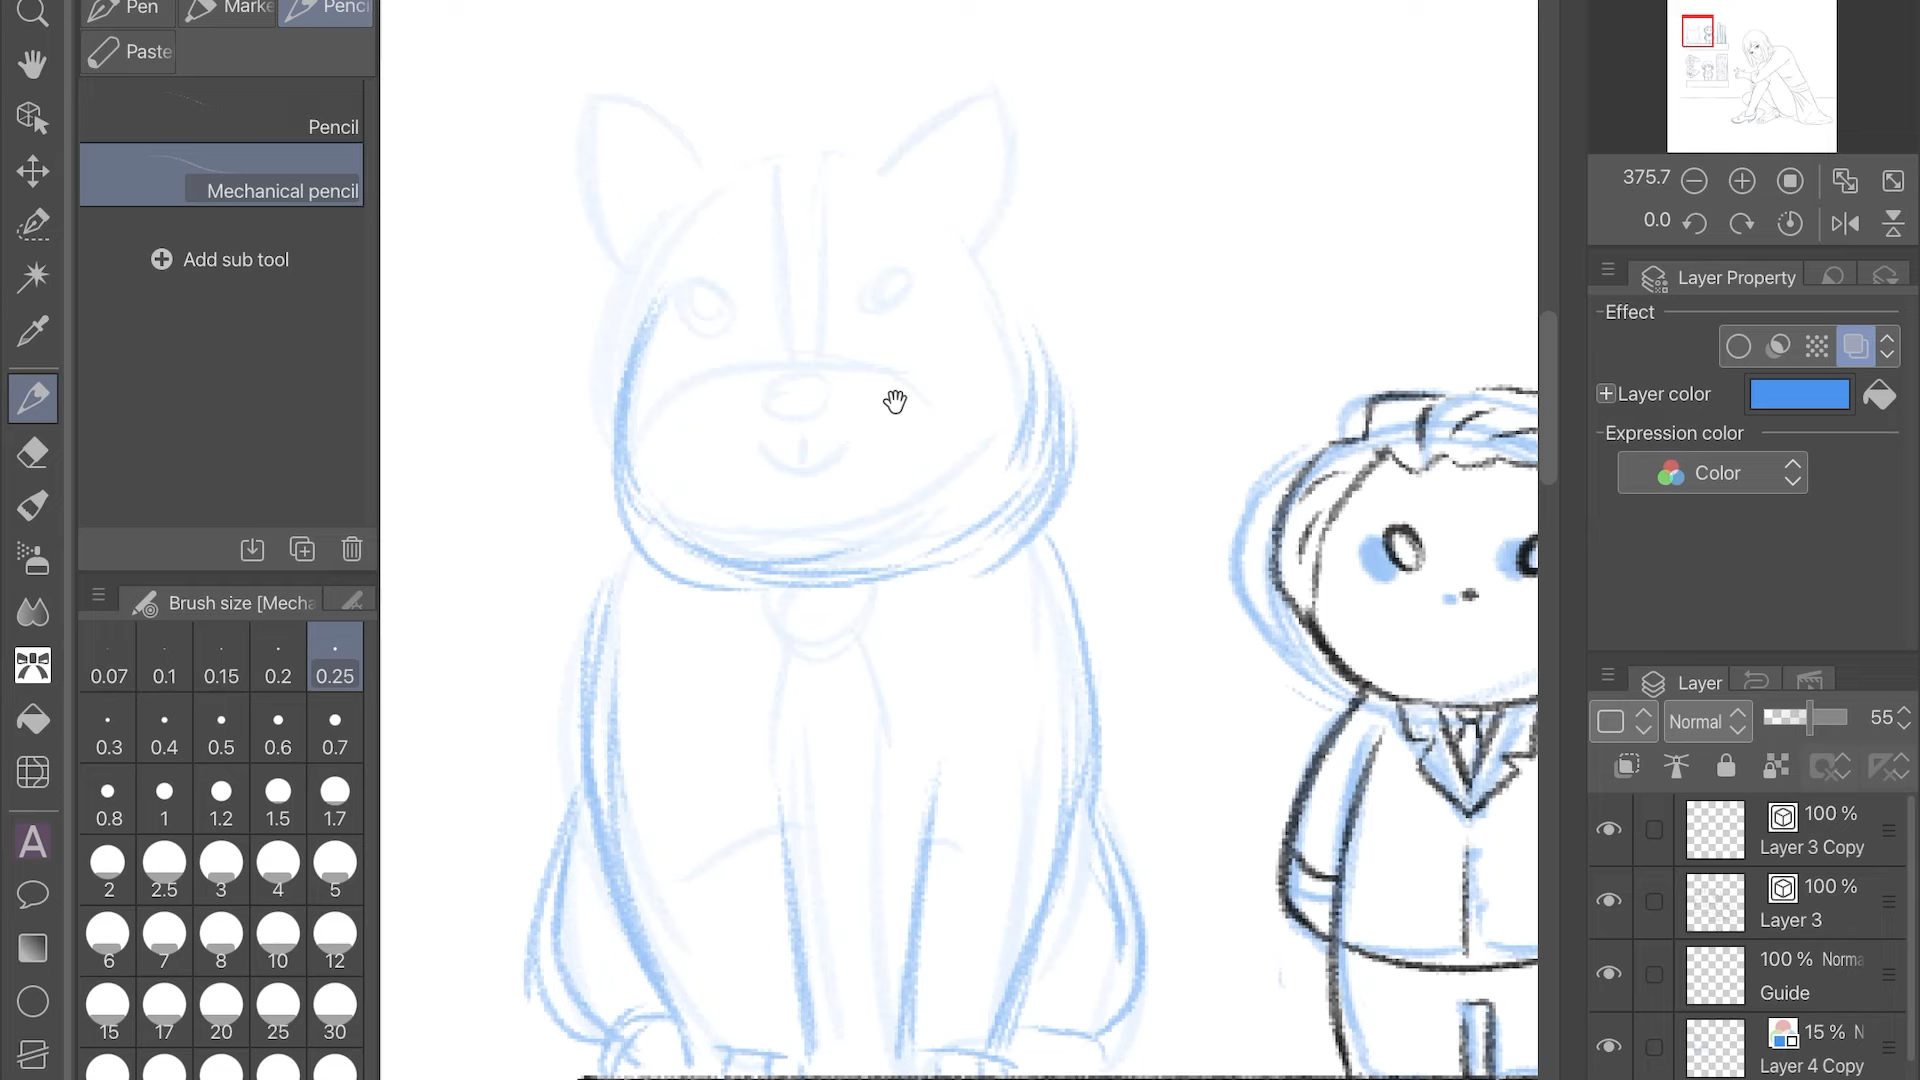 Pen
Marke
Penci
Paste
Pencil
Mechanical pencil
Add sub tool
Brush size [Mecha
0.07 0.1 0.15 0.2 0.25
0.3 0.4 0.5 0.6 0.7
0.8 1 1.2 1.5 1.7
2 2.5 3 4 5
6 7 8 10 12
15 17 20 25 30
A
375.7
0.0
Layer Property
Effect
Layer color
Expression color
Color
Layer
Normal 55
100 %
Layer 3 Copy
100 %
Layer 3
100 % Norma
Guide
15 % N
Layer 4 Copy